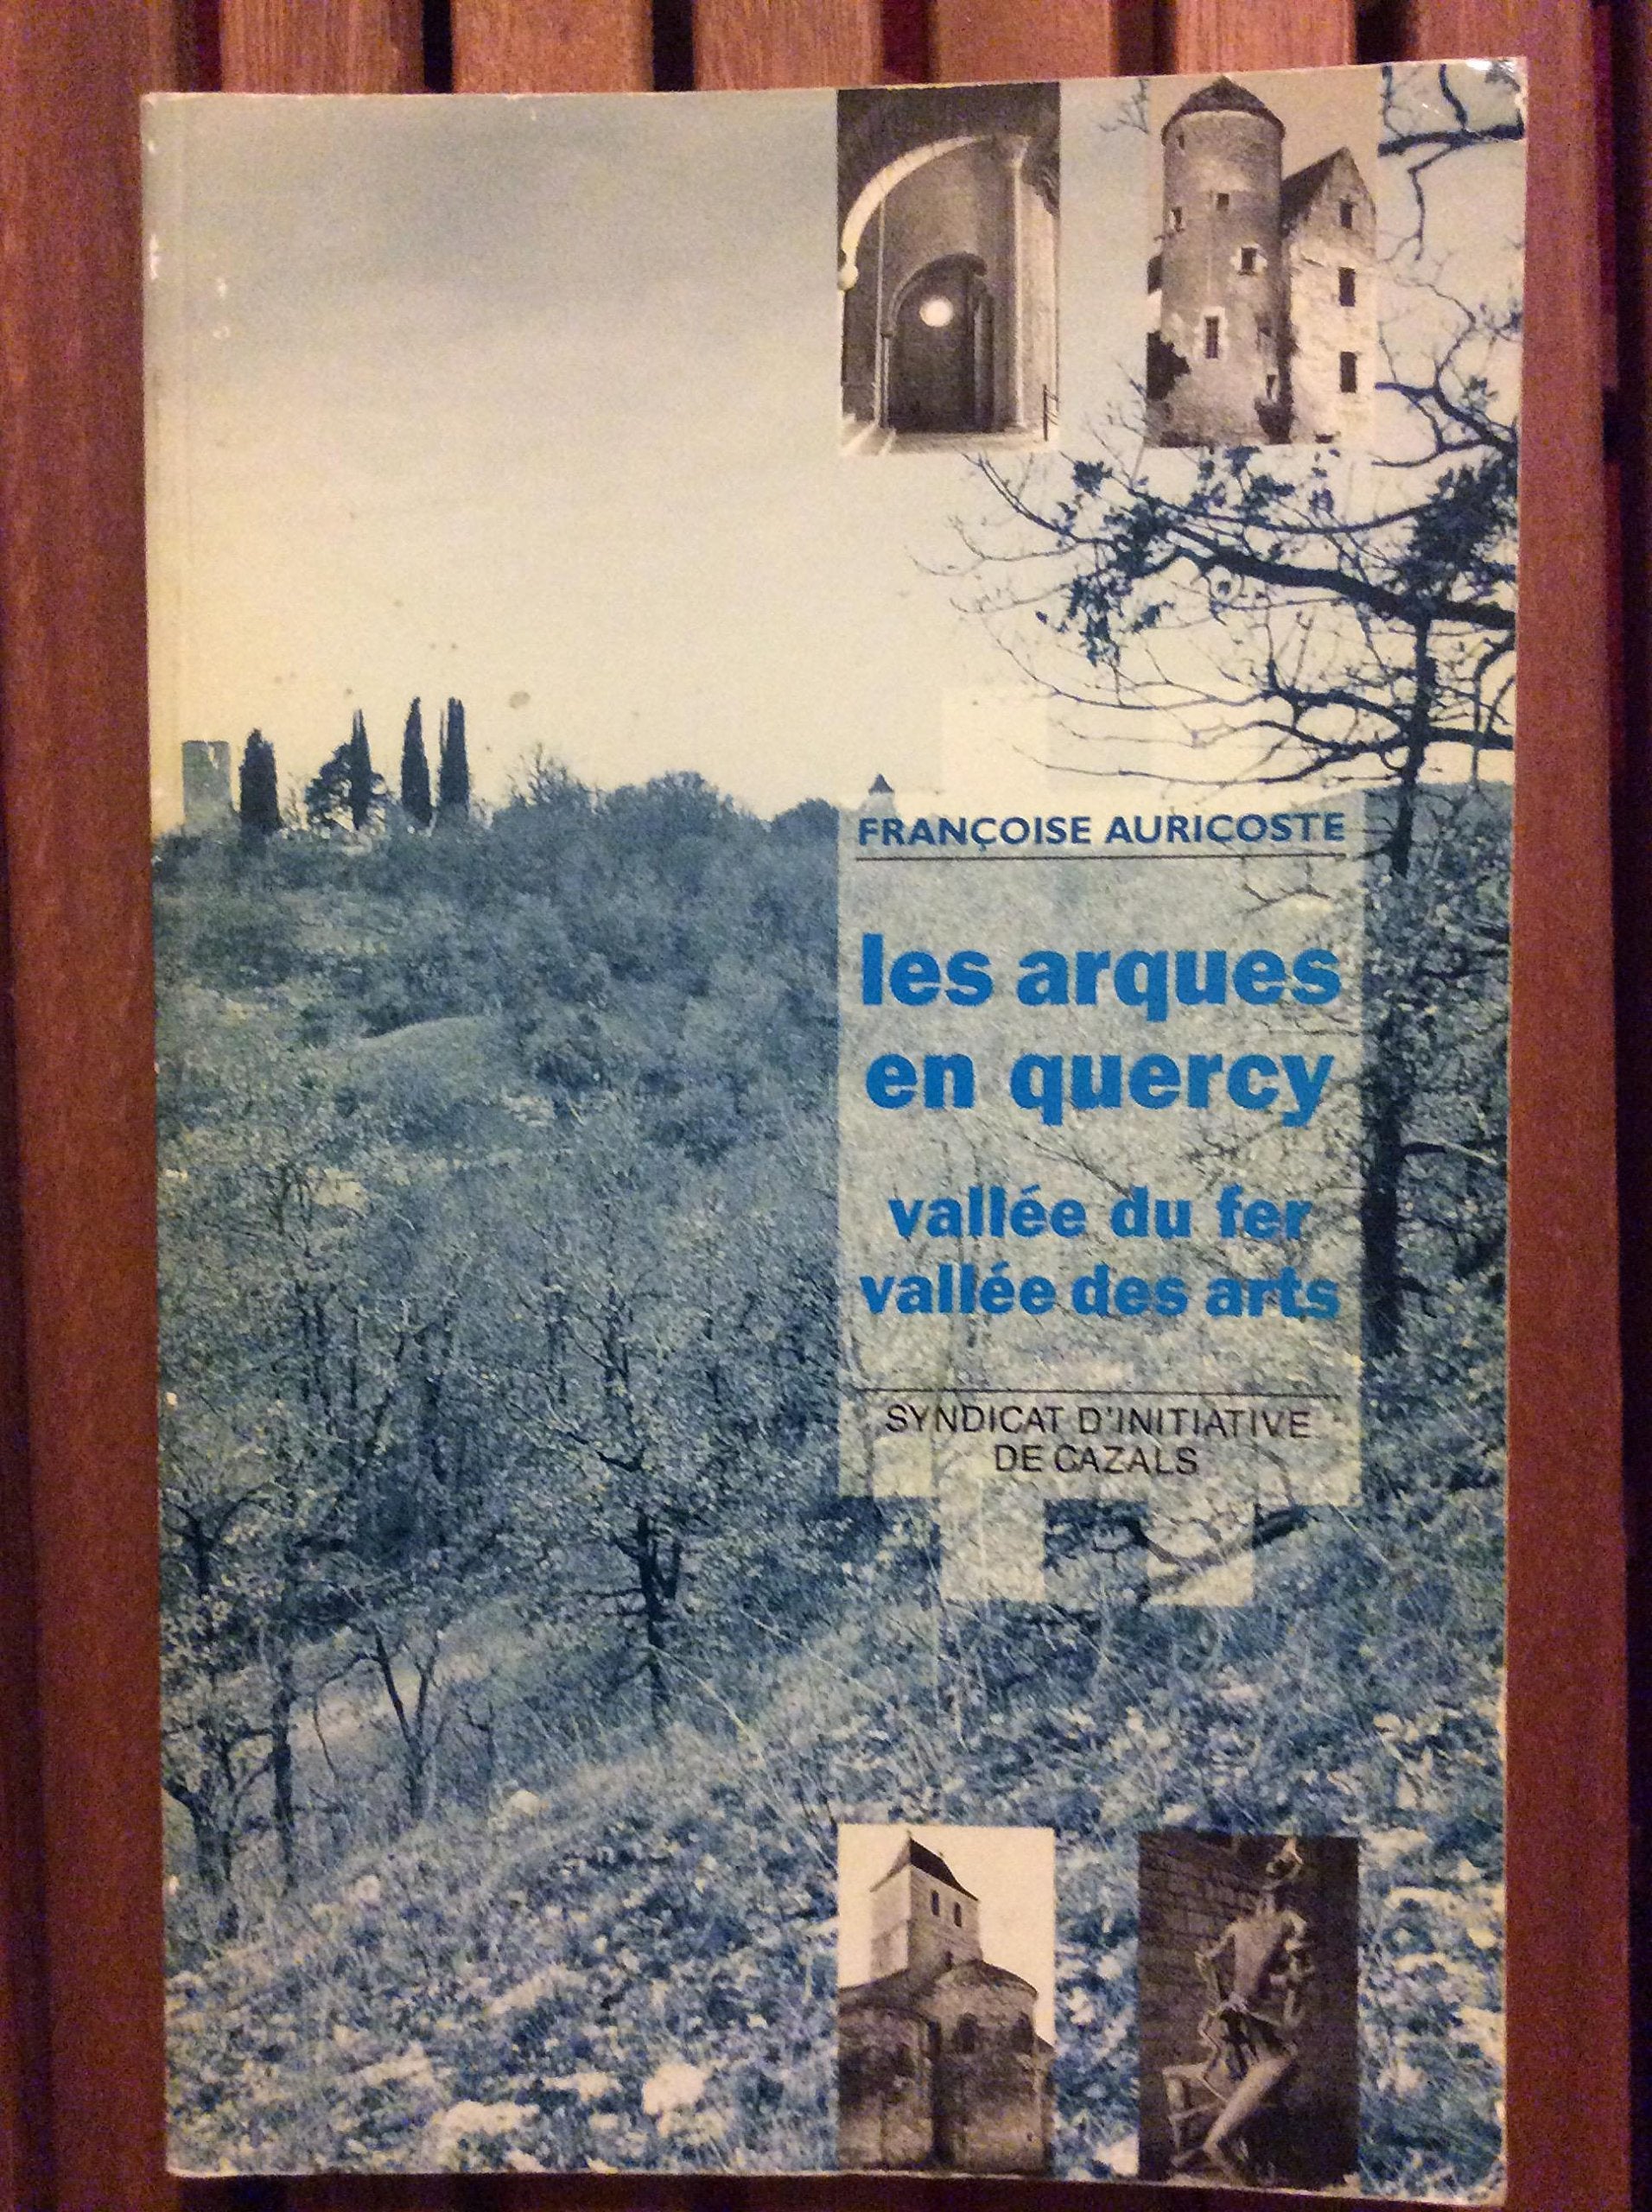 FRANÇOISE AURICOSTE
les arques
en quercy
vallée du fer
vallée des arts
SYNDICAT D'INITIATIVE
DE CAZALS